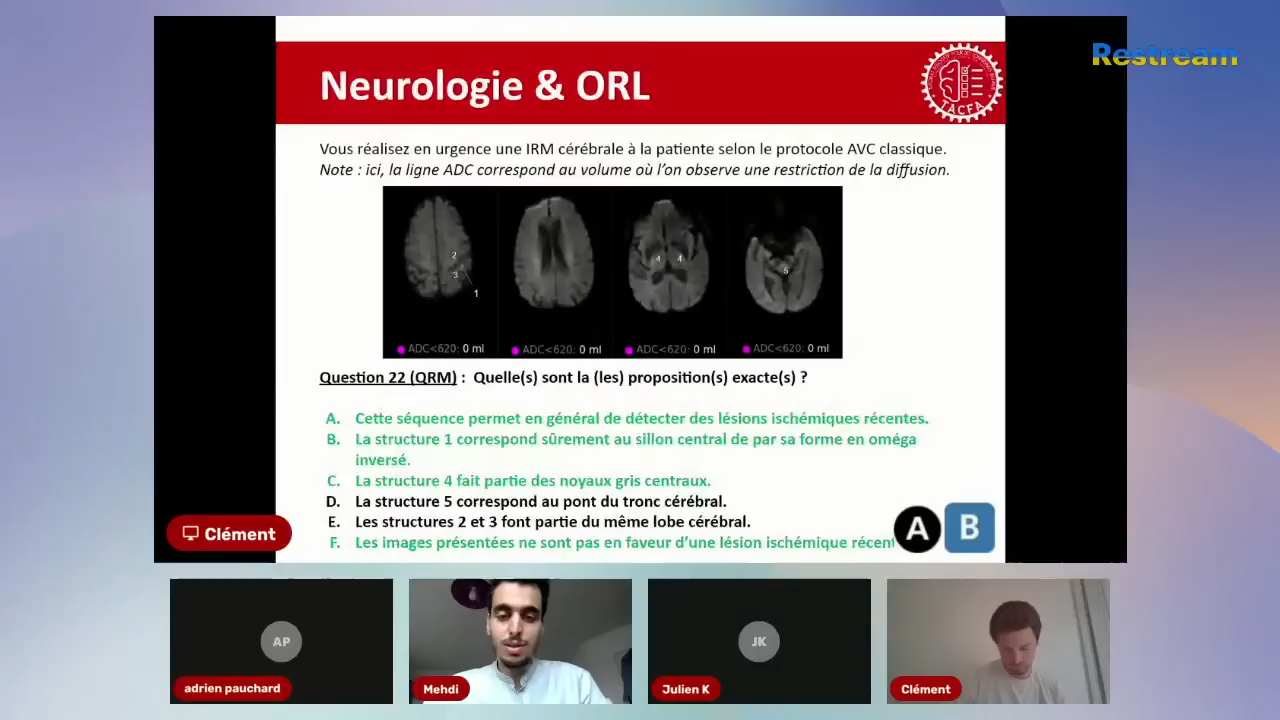 Restream
Neurologie & ORL
TACFA
Vous réalisez en urgence une IRM cérébrale à la patiente selon le protocole AVC classique.
Note : ici, la ligne ADC correspond au volume où l’on observe une restriction de la diffusion.
2
3
1
4 4
5
ADC<620: 0 ml ADC<620: 0 ml ADC<620: 0 ml ADC<620: 0 ml
Question 22 (QRM) : Quelle(s) sont la (les) proposition(s) exacte(s) ?
A. Cette séquence permet en général de détecter des lésions ischémiques récentes.
B. La structure 1 correspond sûrement au sillon central de par sa forme en oméga
inversé.
C. La structure 4 fait partie des noyaux gris centraux.
D. La structure 5 correspond au pont du tronc cérébral.
E. Les structures 2 et 3 font partie du même lobe cérébral.
F. Les images présentées ne sont pas en faveur d’une lésion ischémique récent
A B
Clément
AP
adrien pauchard
Mehdi
JK
Julien K
Clément